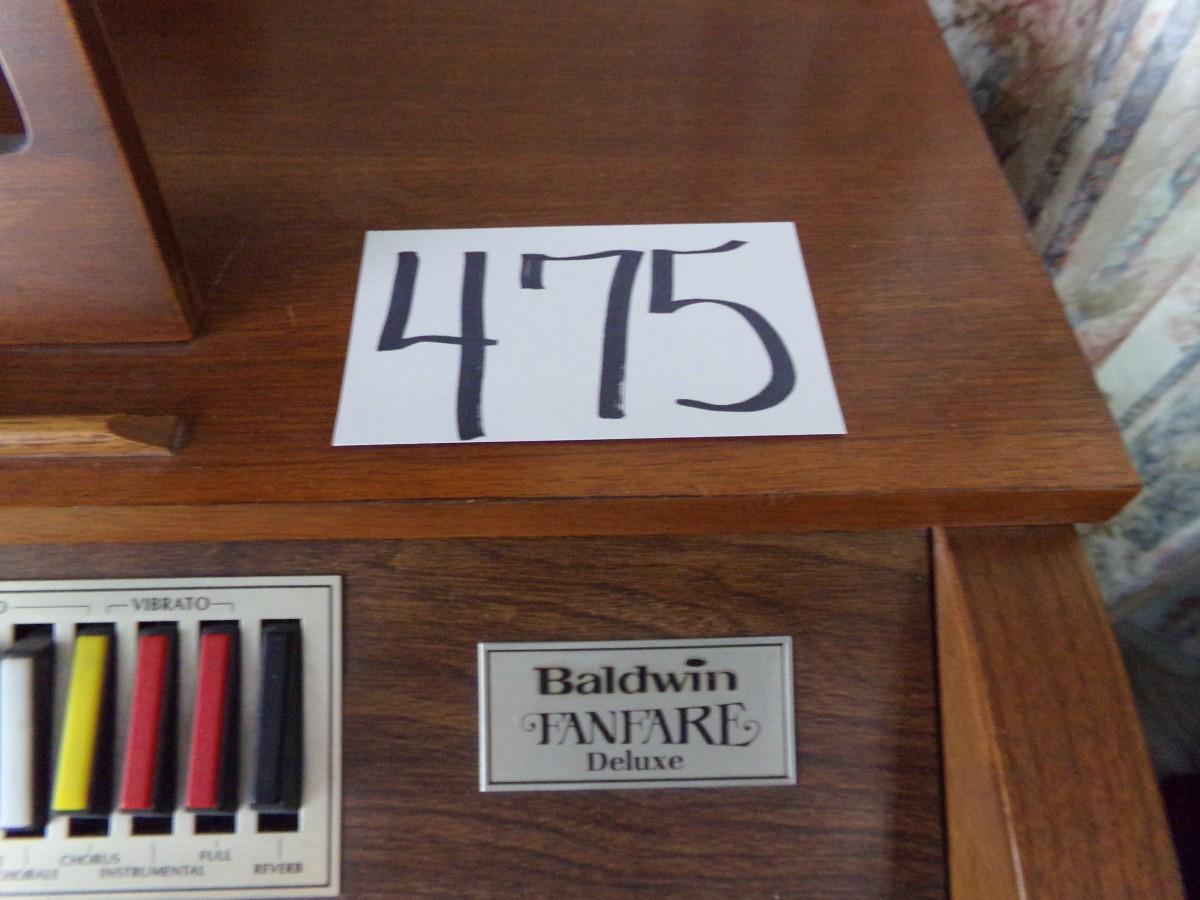 475
VIBRATO
Baldwin
FANFARE
Deluxe
CHORUS
FULL
INSTRUMENTAL
REVERB